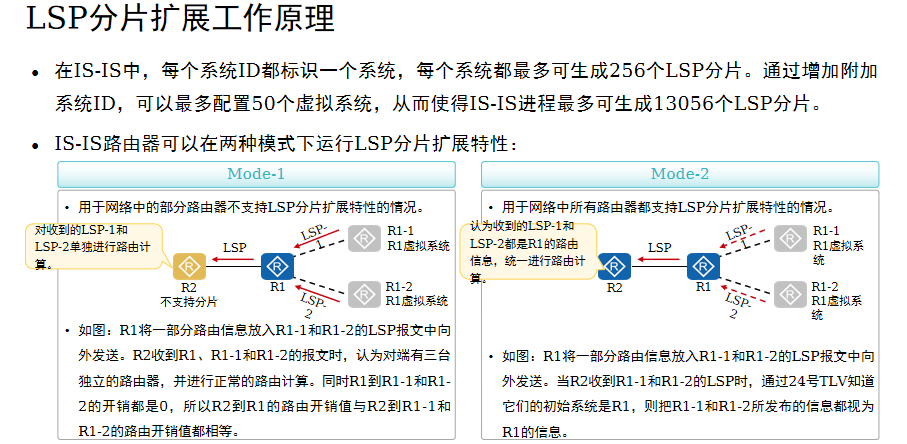 LSP分片扩展工作原理
• 在IS-IS中，每个系统ID都标识一个系统，每个系统都最多可生成256个LSP分片。通过增加附加
系统ID，可以最多配置50个虚拟系统，从而使得IS-IS进程最多可生成13056个LSP分片。
• IS-IS路由器可以在两种模式下运行LSP分片扩展特性：
Mode-1
• 用于网络中的部分路由器不支持LSP分片扩展特性的情况。
对收到的LSP-1和
LSP-2单独进行路由计
算。
LSP
LSP-
1
R1-1
R1虚拟系统
R2
不支持分片
R1
LSP-
2
R1-2
R1虚拟系统
• 如图：R1将一部分路由信息放入R1-1和R1-2的LSP报文中向
外发送。R2收到R1、R1-1和R1-2的报文时，认为对端有三台
独立的路由器，并进行正常的路由计算。同时R1到R1-1和R1-
2的开销都是0，所以R2到R1的路由开销值与R2到R1-1和
R1-2的路由开销值都相等。
Mode-2
• 用于网络中所有路由器都支持LSP分片扩展特性的情况。
认为收到的LSP-1和
LSP-2都是R1的路由
信息，统一进行路由计
算。
LSP
LSP-
1
R1-1
R1虚拟系
统
R2
R1
LSP-
2
R1-2
R1虚拟系
统
• 如图：R1将一部分路由信息放入R1-1和R1-2的LSP报文中向
外发送。当R2收到R1-1和R1-2的LSP时，通过24号TLV知道
它们的初始系统是R1，则把R1-1和R1-2所发布的信息都视为
R1的信息。